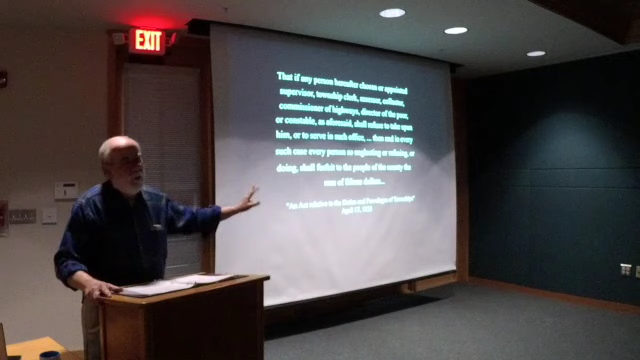 EXIT
That if any person hereafter chosen or appointed
supervisor, township clerk, assessor, collector,
commissioner of highways, director of the poor,
or constable, as aforesaid, shall refuse to take upon
him, or to serve in such office, ... then and in every
such case every person so neglecting or refusing, or
doing, shall forfeit to the people of the county the
sum of fifteen dollars...
"An Act relative to the Duties and Privileges of Townships"
April 17,